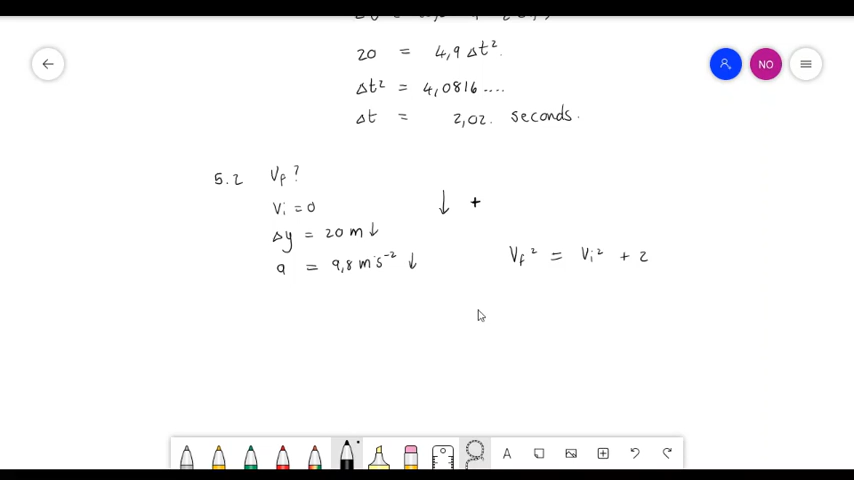 20 = 4,9 Δt².
Δt² = 4,0816....
Δt = 2,02. seconds.
5.2 Vf?
Vi = 0
↓ +
Δy = 20 m ↓
a = 9,8 m·s⁻² ↓
Vf² = Vi² + 2
NO
A